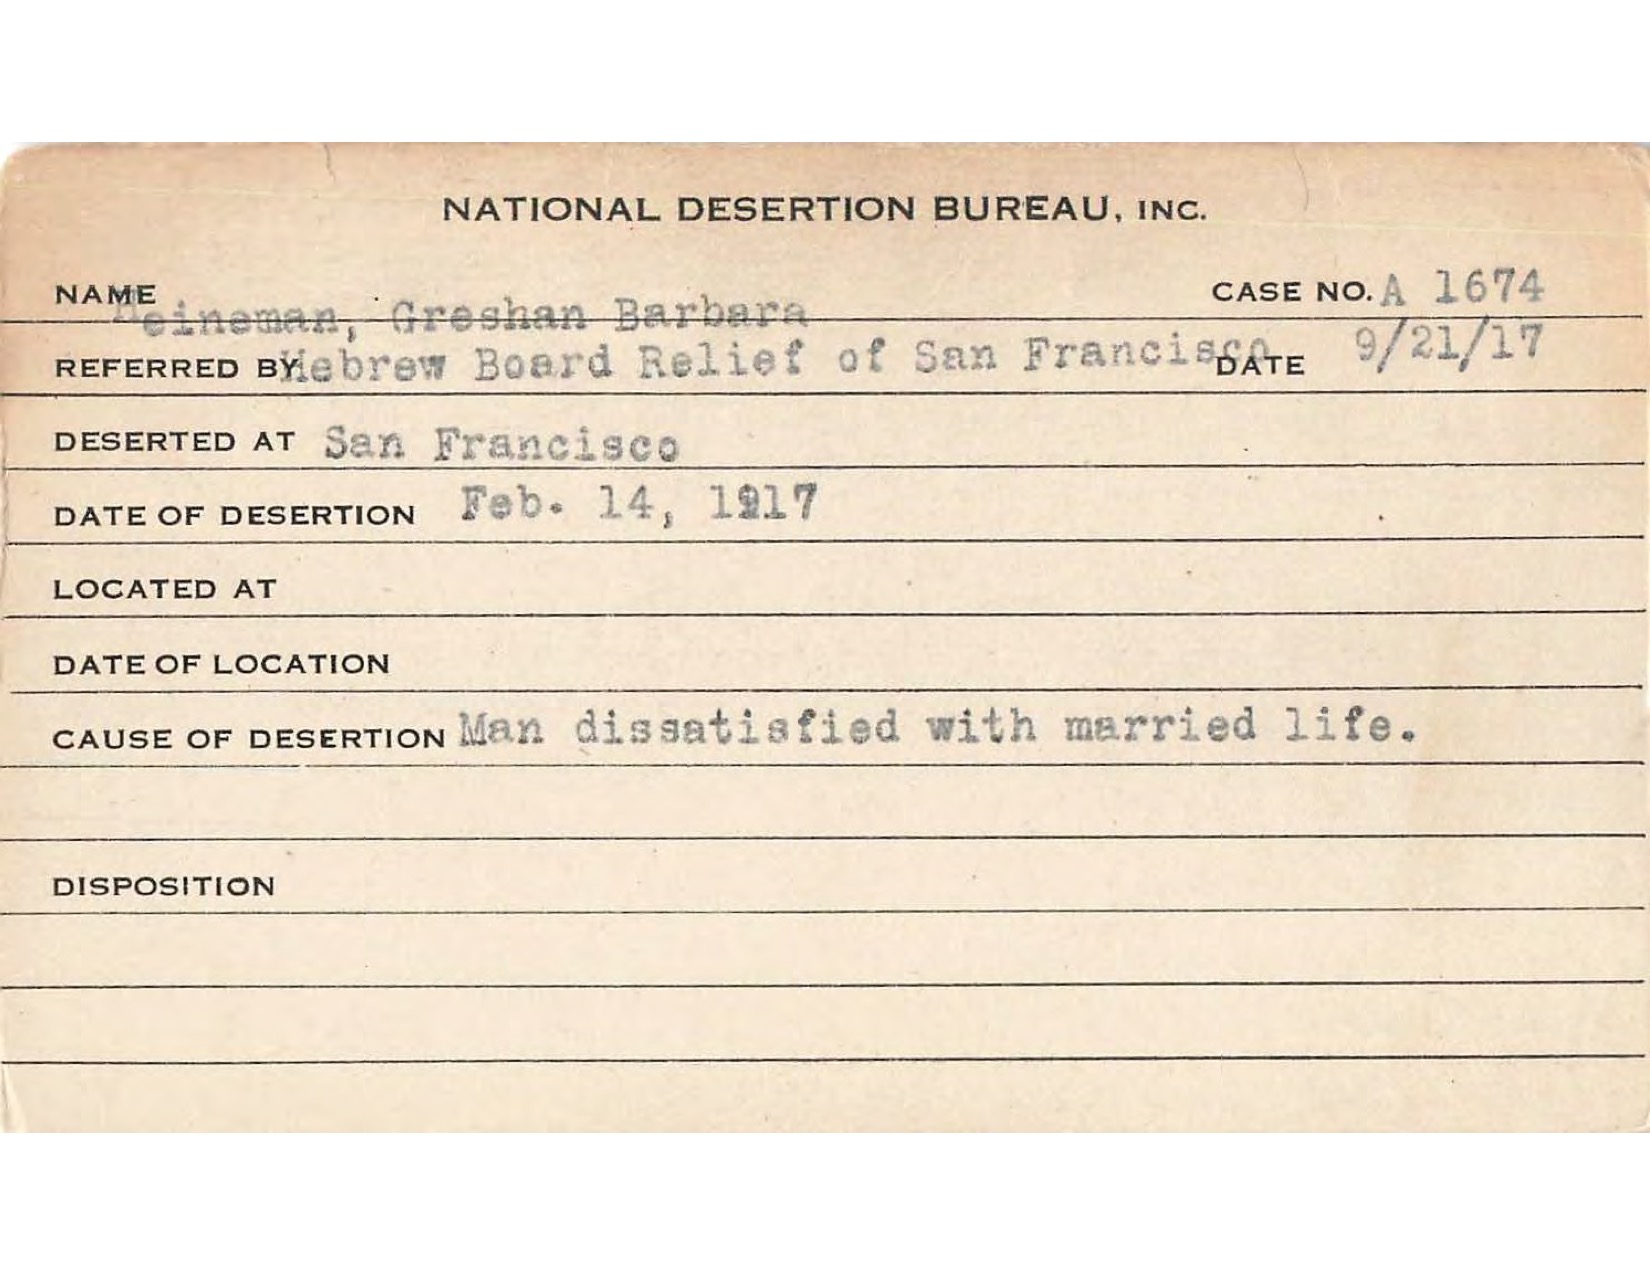 NATIONAL DESERTION BUREAU, INC.
NAME Heineman, Greshan Barbara CASE NO. A 1674
REFERRED BY Hebrew Board Relief of San Francisco DATE 9/21/17
DESERTED AT San Francisco
DATE OF DESERTION Feb. 14, 1917
LOCATED AT
DATE OF LOCATION
CAUSE OF DESERTION Man dissatisfied with married life.
DISPOSITION